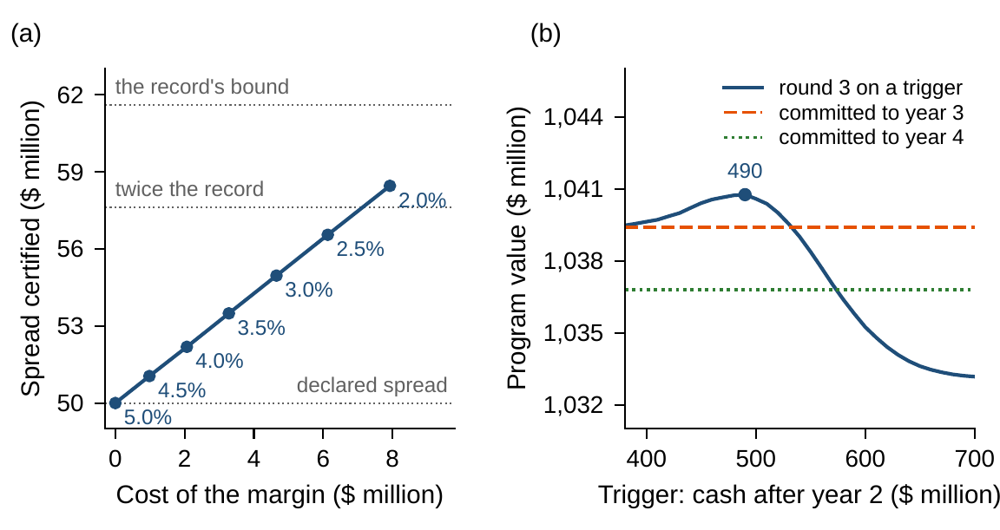 (a)
Spread certified ($ million)
62
59
56
53
50
the record's bound
twice the record
declared spread
2.0%
2.5%
3.0%
3.5%
4.0%
4.5%
5.0%
0 2 4 6 8
Cost of the margin ($ million)
(b)
Program value ($ million)
1,044
1,041
1,038
1,035
1,032
round 3 on a trigger
committed to year 3
committed to year 4
490
400 500 600 700
Trigger: cash after year 2 ($ million)